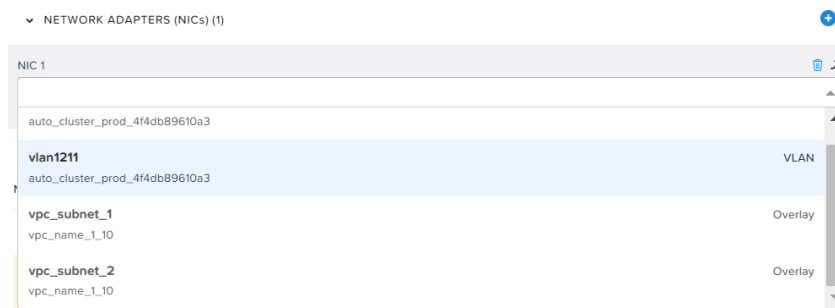 NETWORK ADAPTERS (NICs) (1)
NIC 1
auto_cluster_prod_4f4db89610a3
vlan1211 VLAN
auto_cluster_prod_4f4db89610a3
vpc_subnet_1 Overlay
vpc_name_1_10
vpc_subnet_2 Overlay
vpc_name_1_10